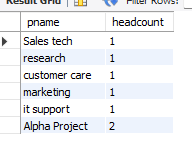 Result Grid Filter Rows:
pname headcount
Sales tech 1
research 1
customer care 1
marketing 1
it support 1
Alpha Project 2